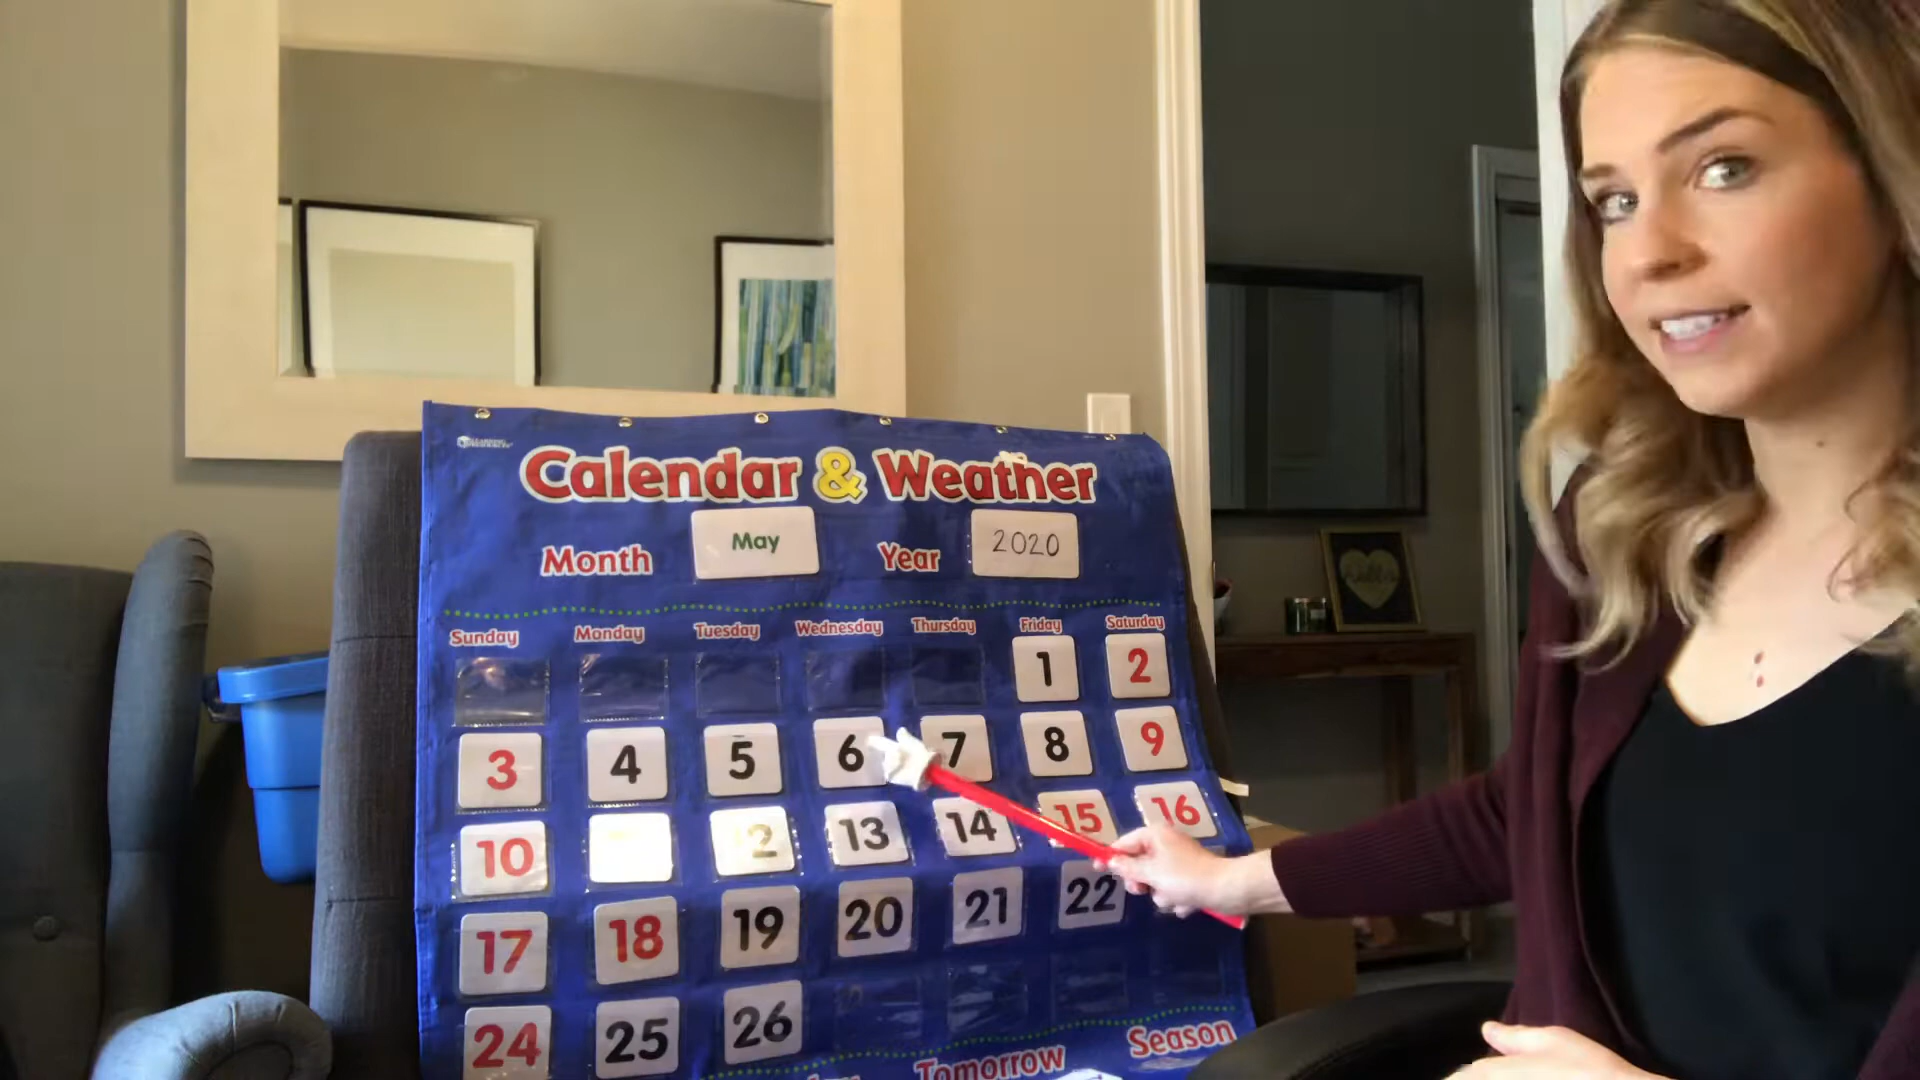 LEARNING RESOURCES
Calendar & Weather
Month May Year 2020
Sunday Monday Tuesday Wednesday Thursday Friday Saturday
1 2
3 4 5 6 7 8 9
10 12 13 14 15 16
17 18 19 20 21 22
24 25 26
Tomorrow Season